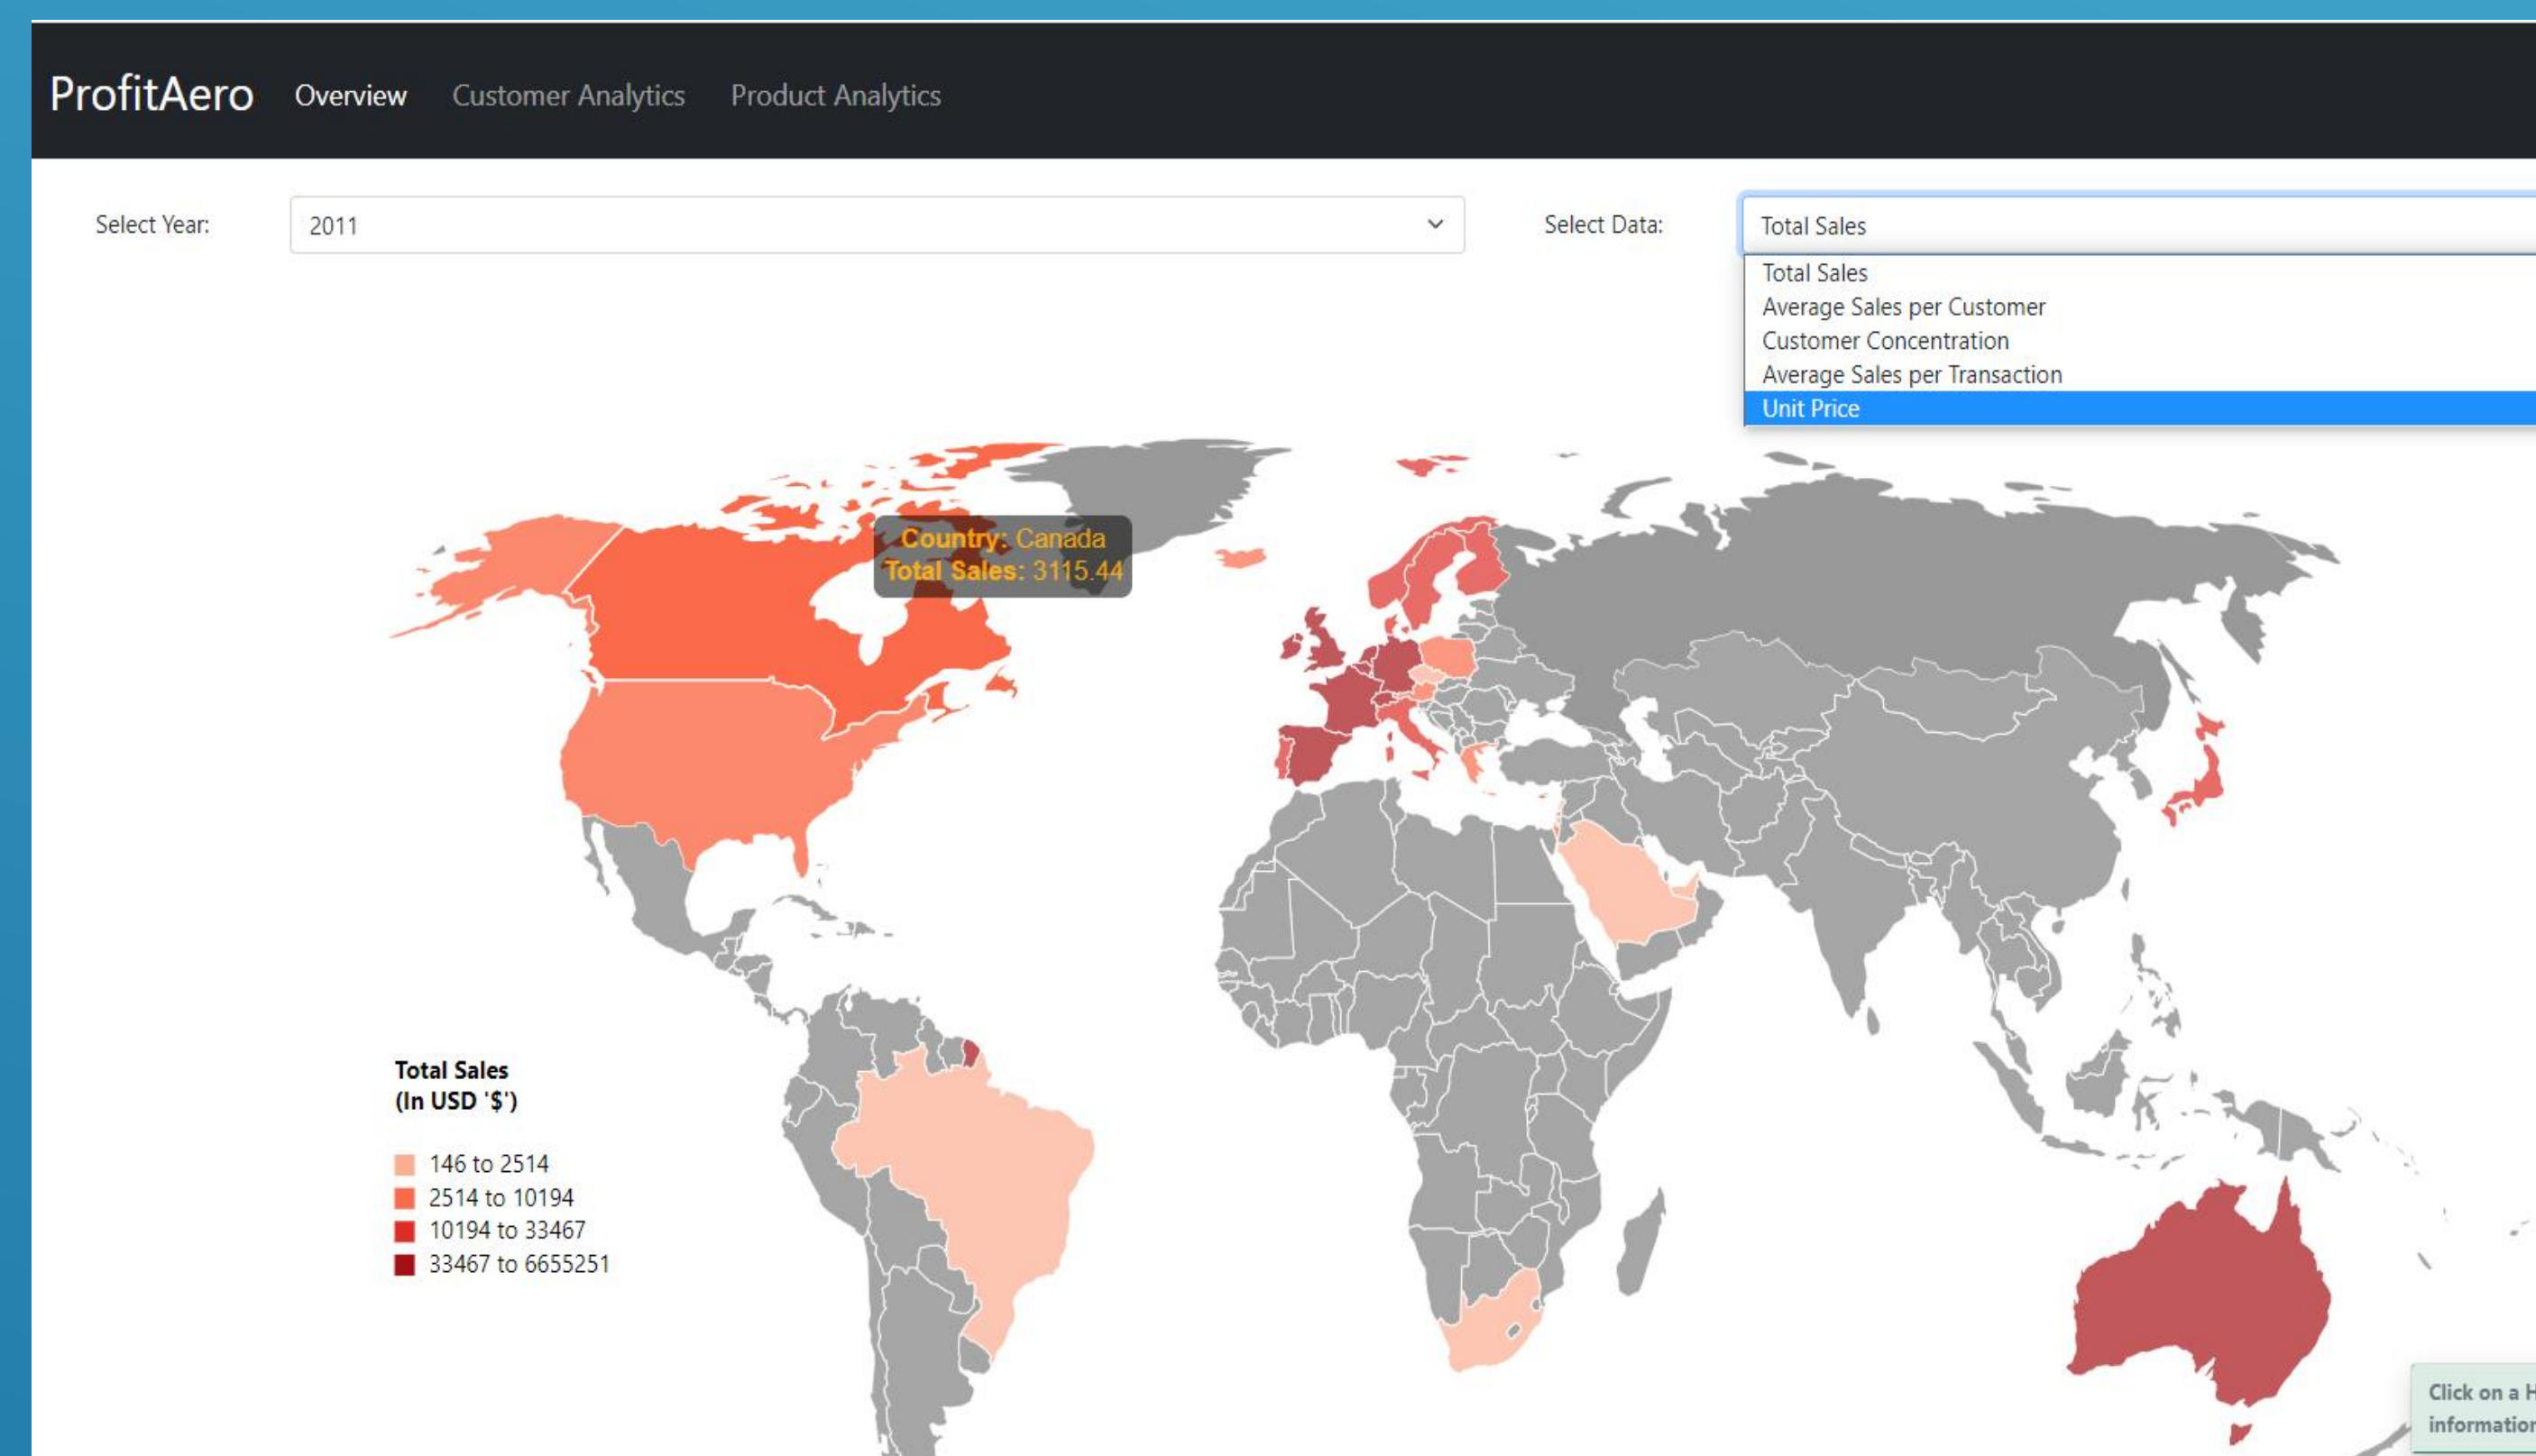 ProfitAero Overview Customer Analytics Product Analytics
Select Year: 2011 Select Data: Total Sales
Total Sales
Average Sales per Customer
Customer Concentration
Average Sales per Transaction
Unit Price
Country: Canada
Total Sales: 3115.44
Total Sales
(In USD '$')
146 to 2514
2514 to 10194
10194 to 33467
33467 to 6655251
Click on a